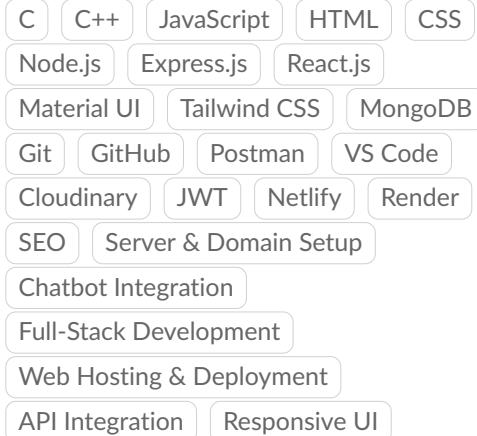 C C++ JavaScript HTML CSS
Node.js Express.js React.js
Material UI Tailwind CSS MongoDB
Git GitHub Postman VS Code
Cloudinary JWT Netlify Render
SEO Server & Domain Setup
Chatbot Integration
Full-Stack Development
Web Hosting & Deployment
API Integration Responsive UI